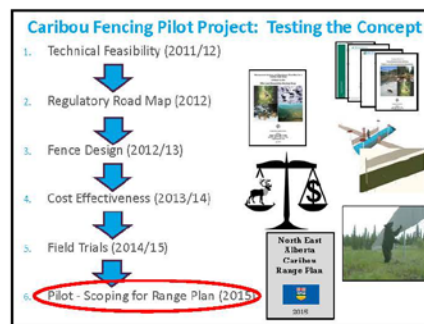 Caribou Fencing Pilot Project: Testing the Concept
1. Technical Feasibility (2011/12)
2. Regulatory Road Map (2012)
3. Fence Design (2012/13)
4. Cost Effectiveness (2013/14)
5. Field Trials (2014/15)
6. Pilot - Scoping for Range Plan (2015)
$
North East
Alberta
Caribou
Range Plan
2015